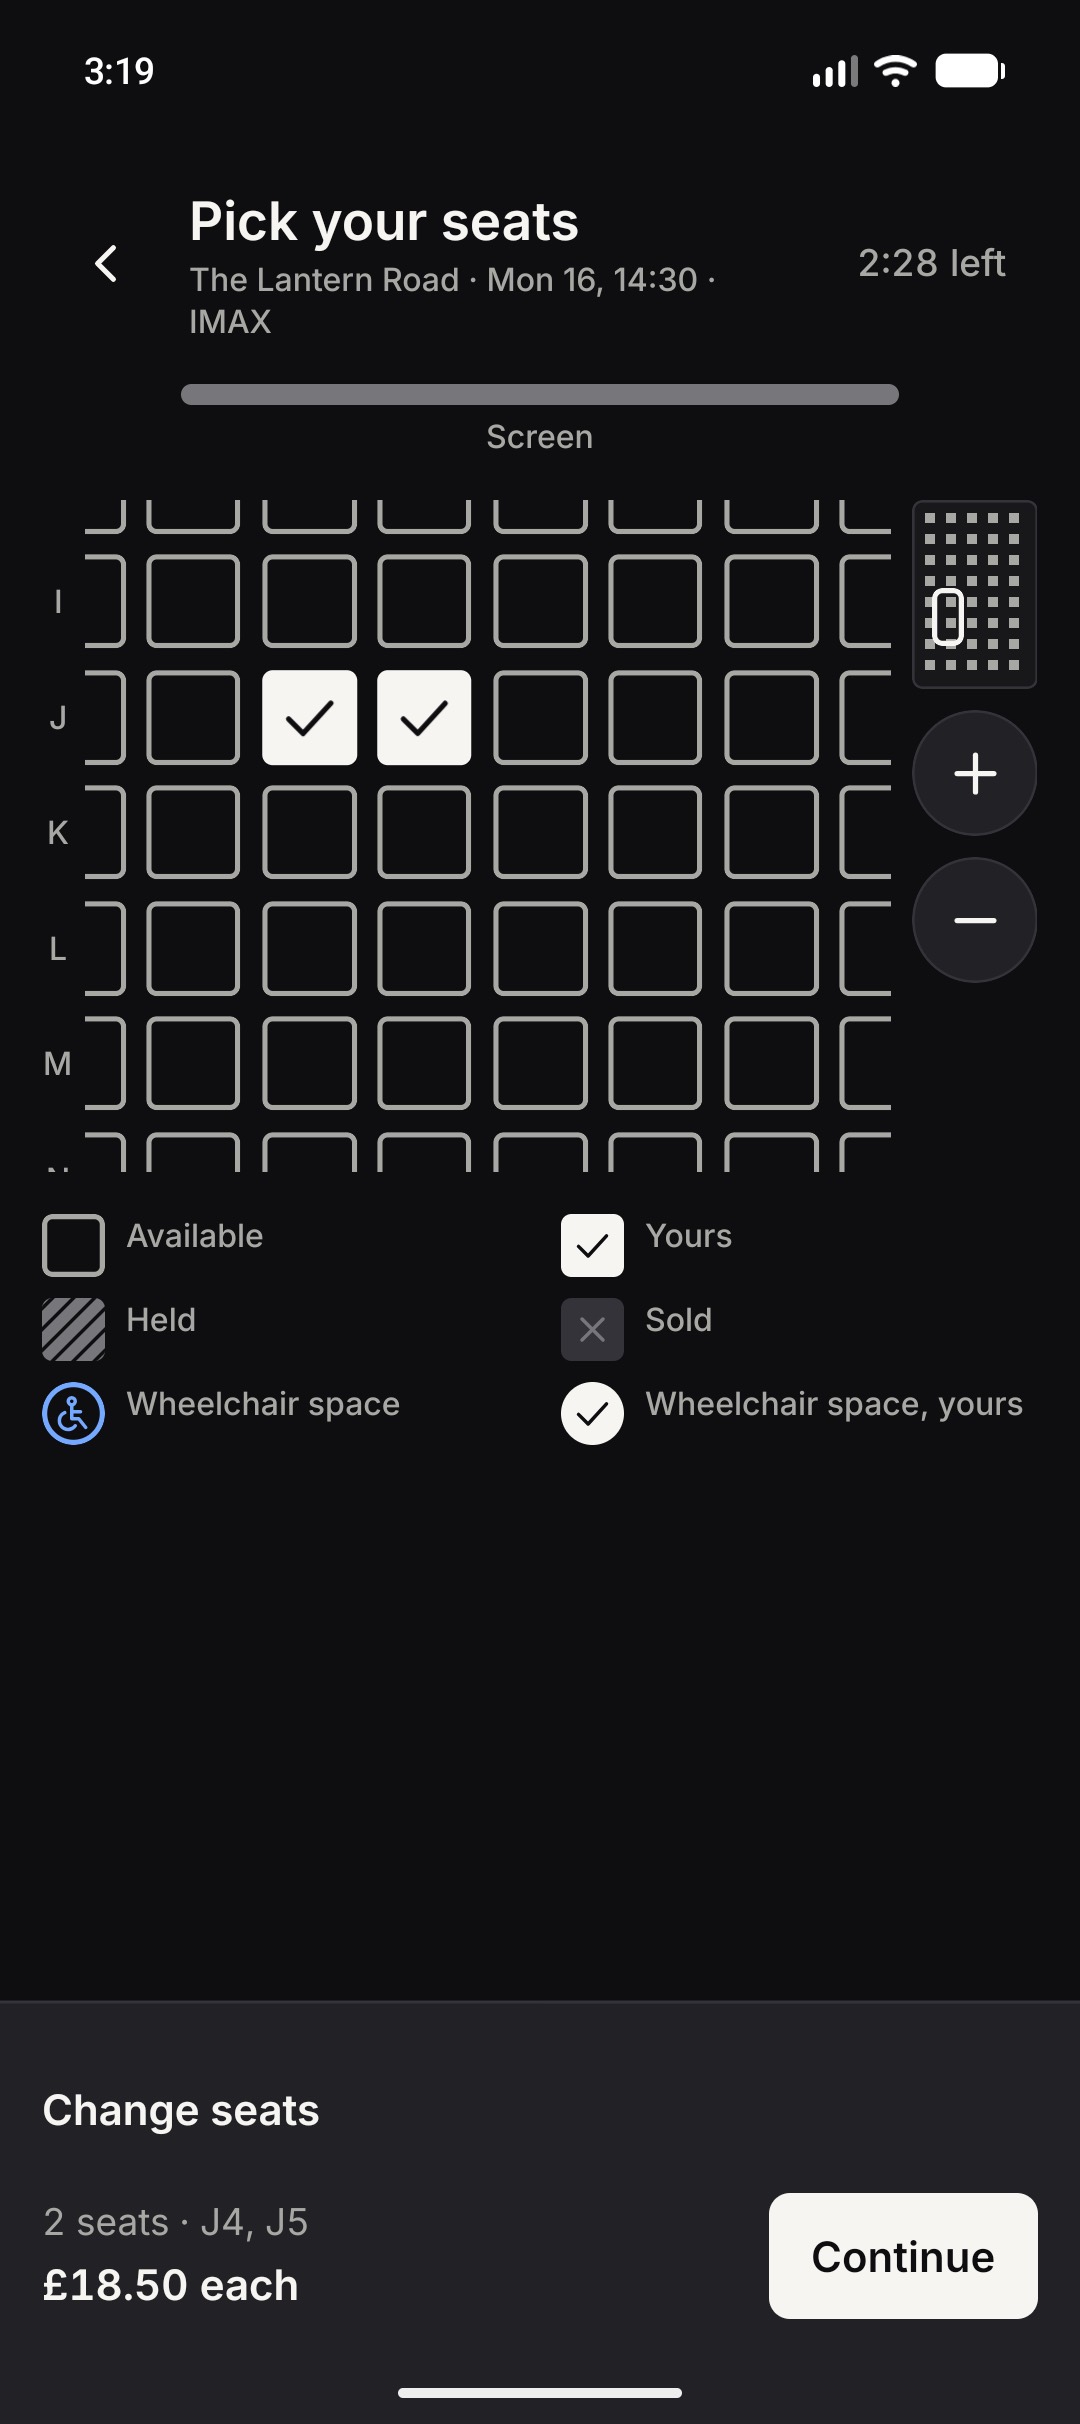 3:19
Pick your seats
The Lantern Road · Mon 16, 14:30 ·
IMAX
2:28 left
Screen
I
J
K
L
M
N
Available
Yours
Held
Sold
Wheelchair space
Wheelchair space, yours
Change seats
2 seats · J4, J5
£18.50 each
Continue